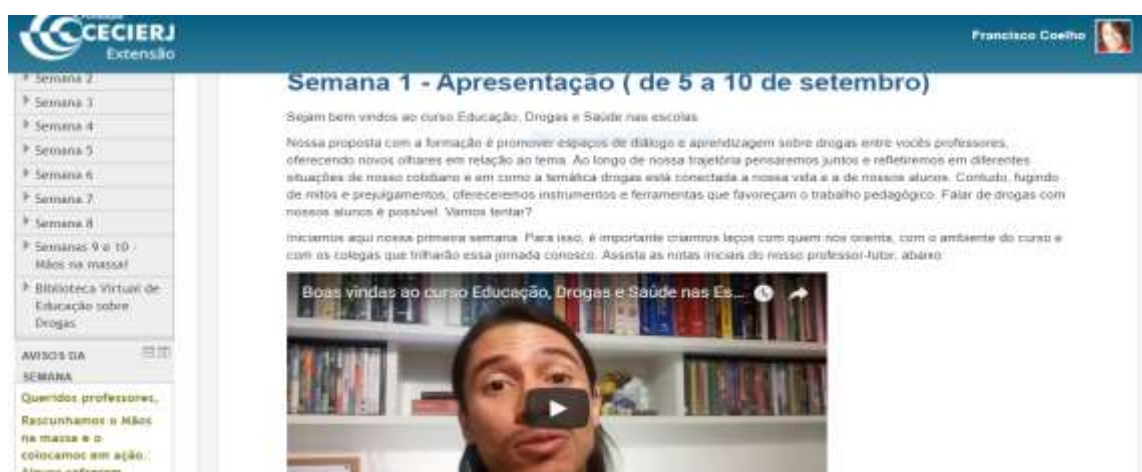 Fundação
CECIERJ
Extensão
Francisco Coelho
Semana 2
Semana 3
Semana 4
Semana 5
Semana 6
Semana 7
Semana 8
Semanas 9 e 10 -
Mãos na massa!
Biblioteca Virtual de
Educação sobre
Drogas
AVISOS DA
SEMANA
Queridos professores,
Rascunhamos o Mãos
na massa e o
colocamos em ação.
Semana 1 - Apresentação ( de 5 a 10 de setembro)
Sejam bem vindos ao curso Educação, Drogas e Saúde nas escolas.
Nossa proposta com a formação é promover espaços de diálogo e aprendizagem sobre drogas entre vocês professores,
oferecendo novos olhares em relação ao tema. Ao longo de nossa trajetória pensaremos juntos e refletiremos em diferentes
situações de nosso cotidiano e em como a temática drogas está conectada a nossa vida e a de nossos alunos. Contudo, fugindo
de mitos e prejulgamentos, ofereceremos instrumentos e ferramentas que favoreçam o trabalho pedagógico. Falar de drogas com
nossos alunos é possível. Vamos tentar?
Iniciamos aqui nossa primeira semana. Para isso, é importante criarmos laços com quem nos orienta, com o ambiente do curso e
com os colegas que trilharão essa jornada conosco. Assista as notas iniciais do nosso professor-tutor, abaixo:
Boas vindas ao curso Educação, Drogas e Saúde nas Es...